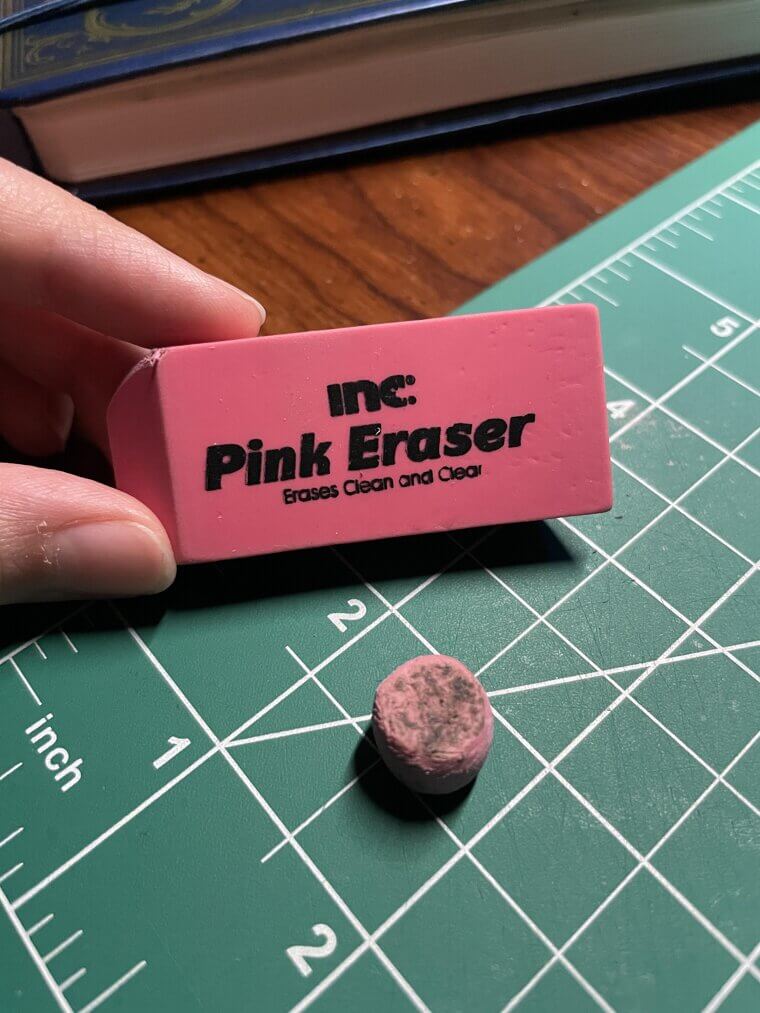 inc:
Pink Eraser
Erases Clean and Clear
5
4
2
1
inch
2